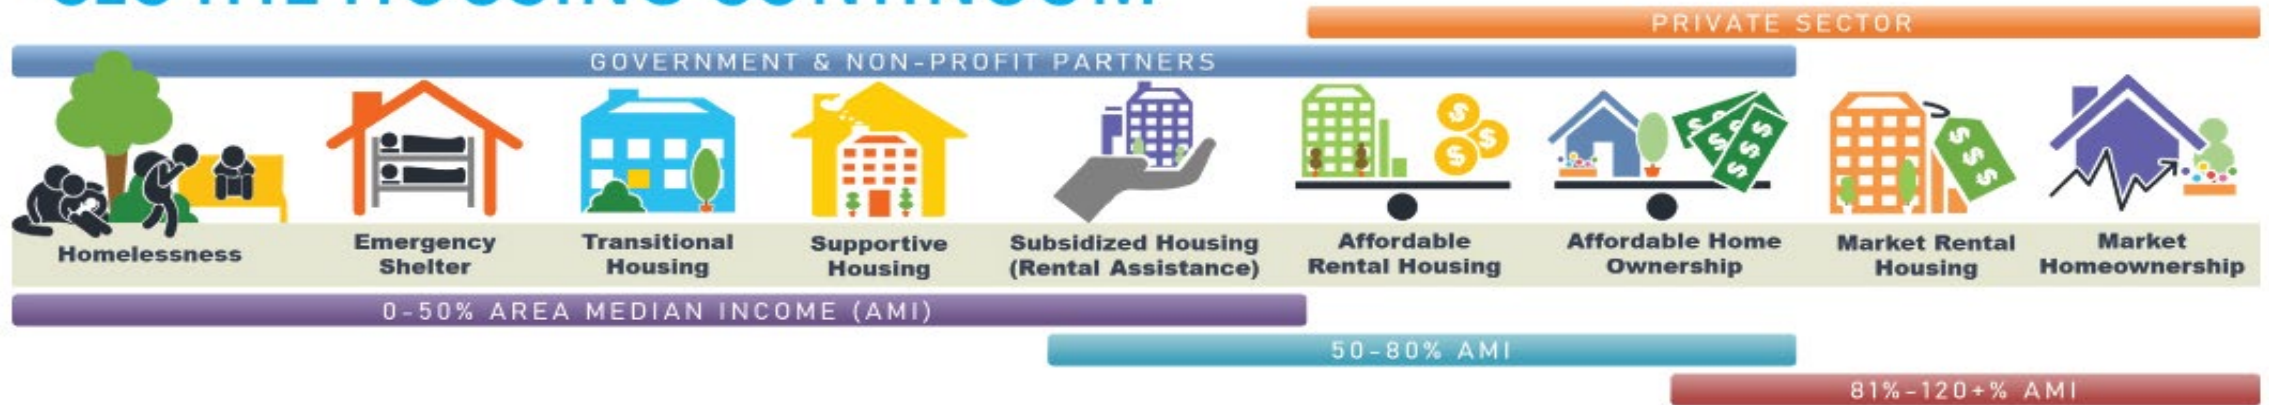 HOUSING CONTINUUM
PRIVATE SECTOR
GOVERNMENT & NON-PROFIT PARTNERS
$ $ $
$ $ $ $ $ $
$ $ $
Homelessness
Emergency
Shelter
Transitional
Housing
Supportive
Housing
Subsidized Housing
(Rental Assistance)
Affordable
Rental Housing
Affordable Home
Ownership
Market Rental
Housing
Market
Homeownership
0-50% AREA MEDIAN INCOME (AMI)
50-80% AMI
81%-120+% AMI